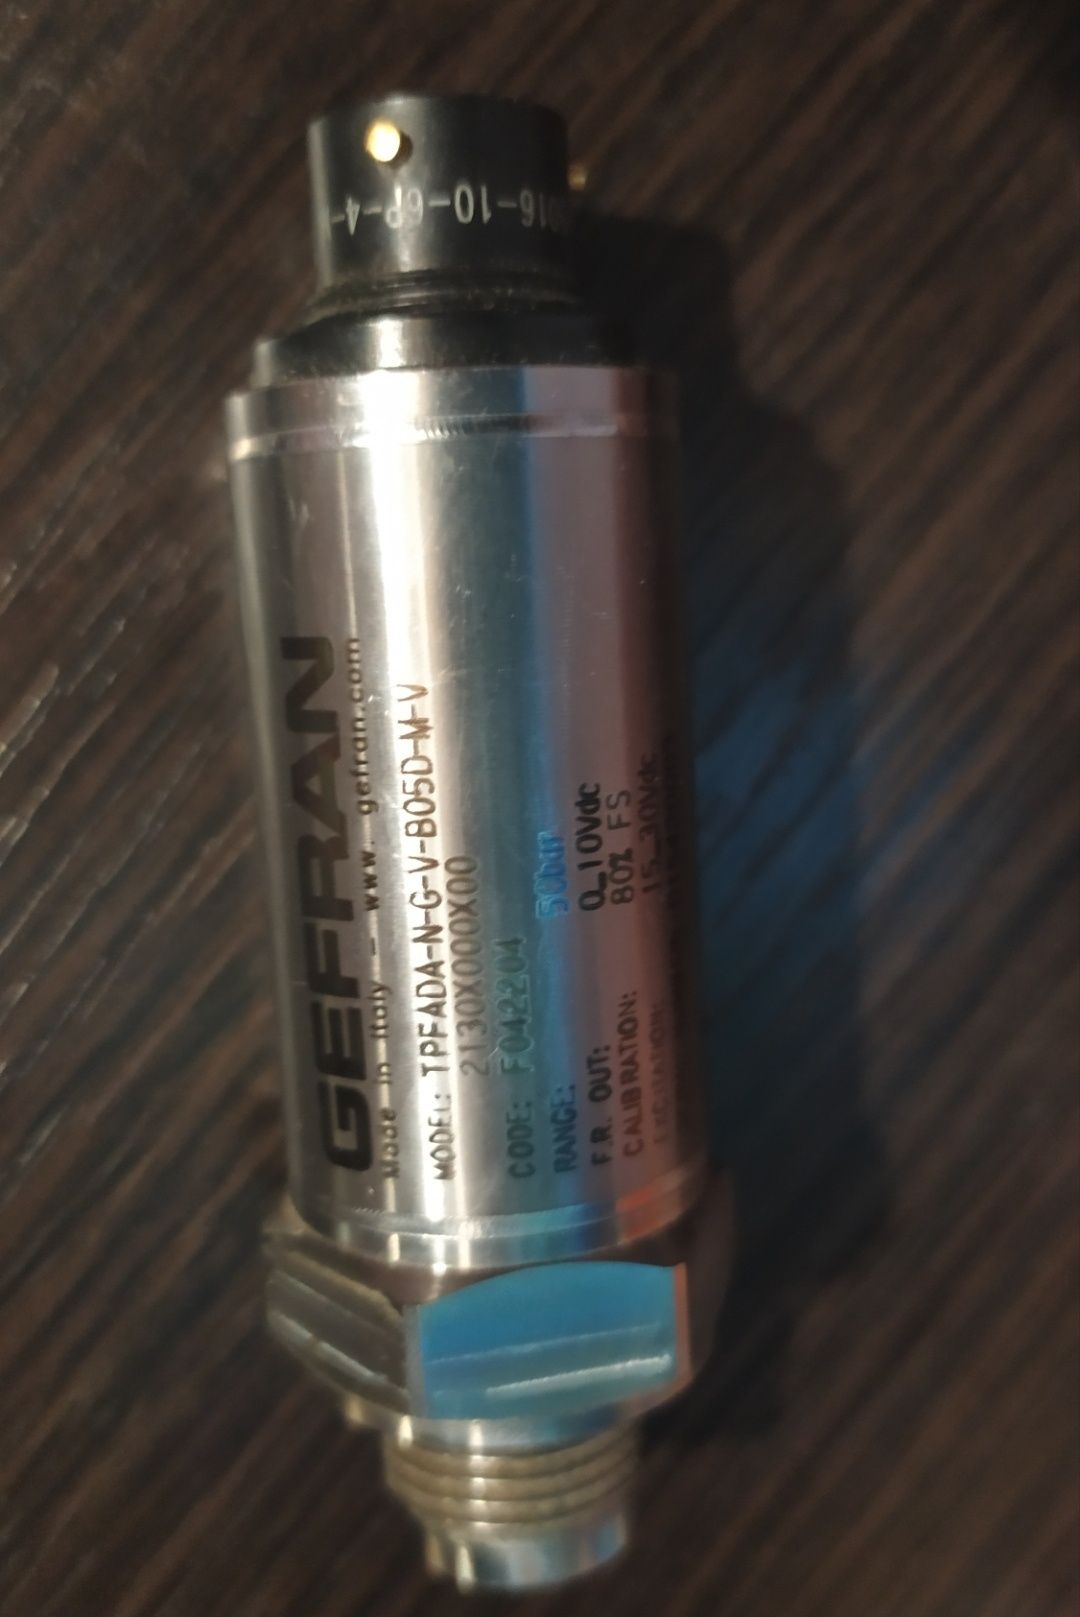 016-10-6P-4-
GEFRAN
Made in Italy - www.gefran.com
MODEL: TPFADA-N-G-V-B05D-M-V
2130X000X00
CODE: F042204
RANGE: 50bar
F.R. OUT: 0_10Vdc
CALIBRATION: 80% FS
EXCITATION: 15_30Vdc